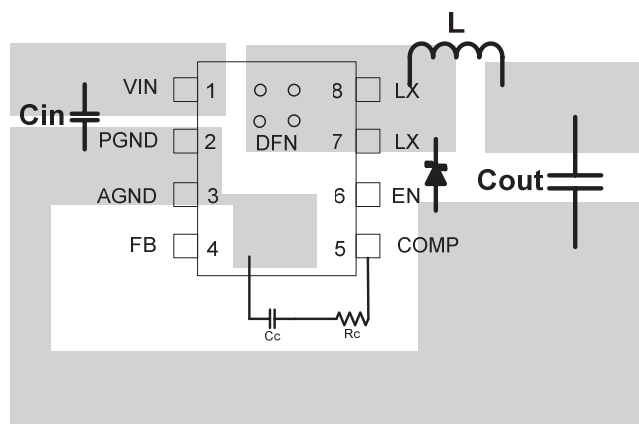 L
VIN 1 8 LX
Cin
PGND 2 DFN 7 LX
AGND 3 6 EN
Cout
FB 4 5 COMP
Cc Rc